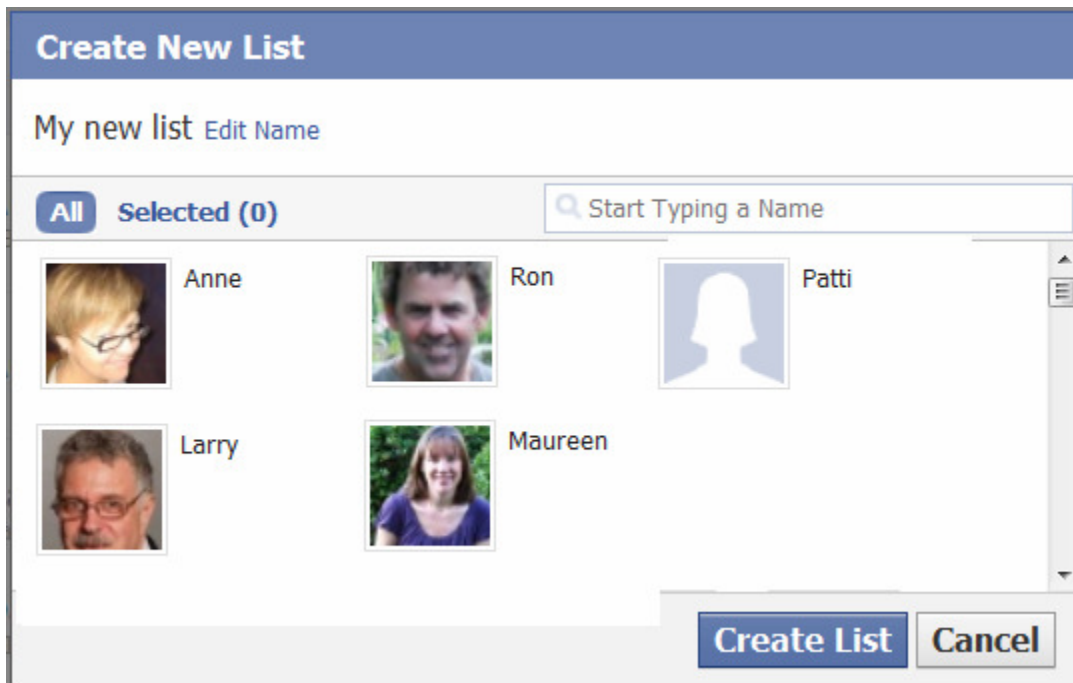 Create New List
My new list Edit Name
All Selected (0) Start Typing a Name
Anne Ron Patti
Larry Maureen
Create List Cancel